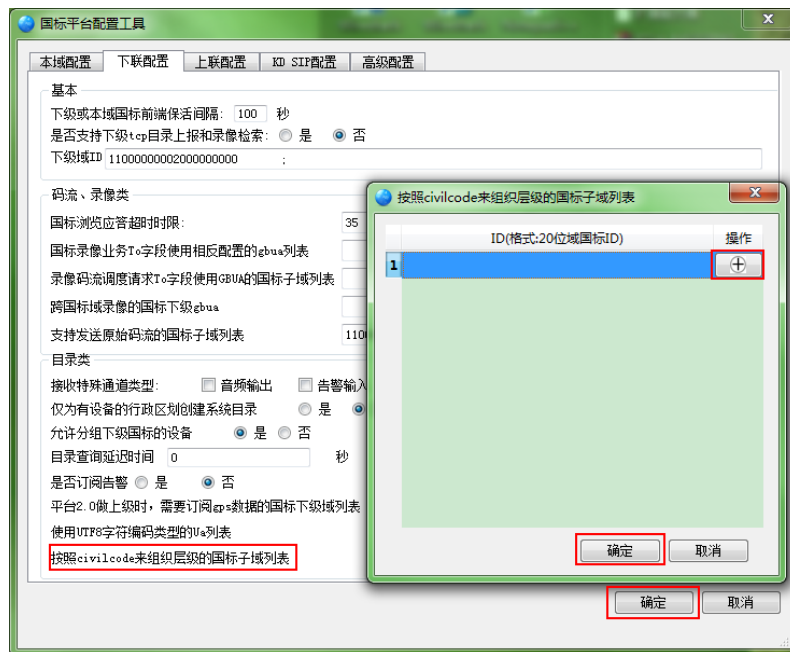 国标平台配置工具
本域配置 下联配置 上联配置 KD SIP配置 高级配置
基本
下级或本域国标前端保活间隔: 100 秒
是否支持下级tcp目录上报和录像检索: 是 否
下级域ID 11000000002000000000 ;
码流、录像类
国标浏览应答超时时限: 35
国标录像业务To字段使用相反配置的gbua列表
录像码流调度请求To字段使用GBUA的国标子域列表
跨国标域录像的国标下级gbua
支持发送原始码流的国标子域列表 110
目录类
接收特殊通道类型: 音频输出 告警输入
仅为有设备的行政区划创建系统目录 是
允许分组下级国标的设备 是 否
目录查询延迟时间 0 秒
是否订阅告警 是 否
平台2.0做上级时，需要订阅gps数据的国标下级域列表
使用UTF8字符编码类型的Ua列表
按照civilcode来组织层级的国标子域列表
确定 取消
按照civilcode来组织层级的国标子域列表
ID(格式:20位域国标ID) 操作
1
确定 取消